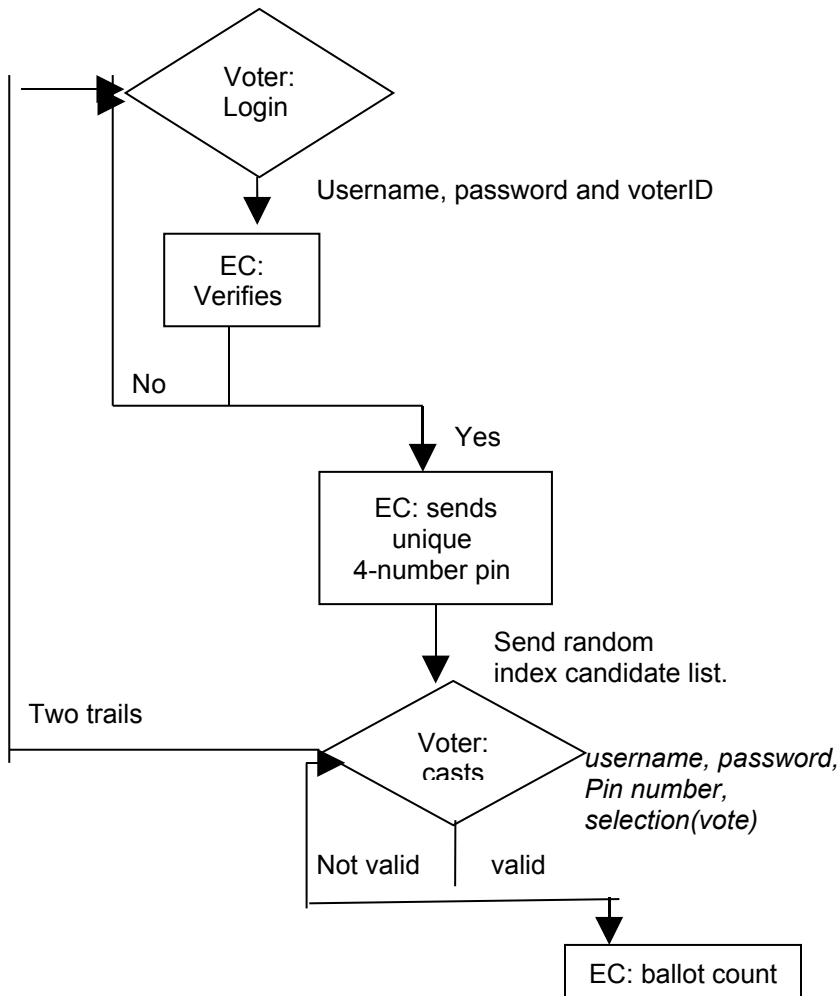 Voter:
Login
Username, password and voterID
EC:
Verifies
No
Yes
EC: sends
unique
4-number pin
Send random
index candidate list.
Two trails
Voter:
casts
username, password,
Pin number,
selection(vote)
Not valid
valid
EC: ballot count